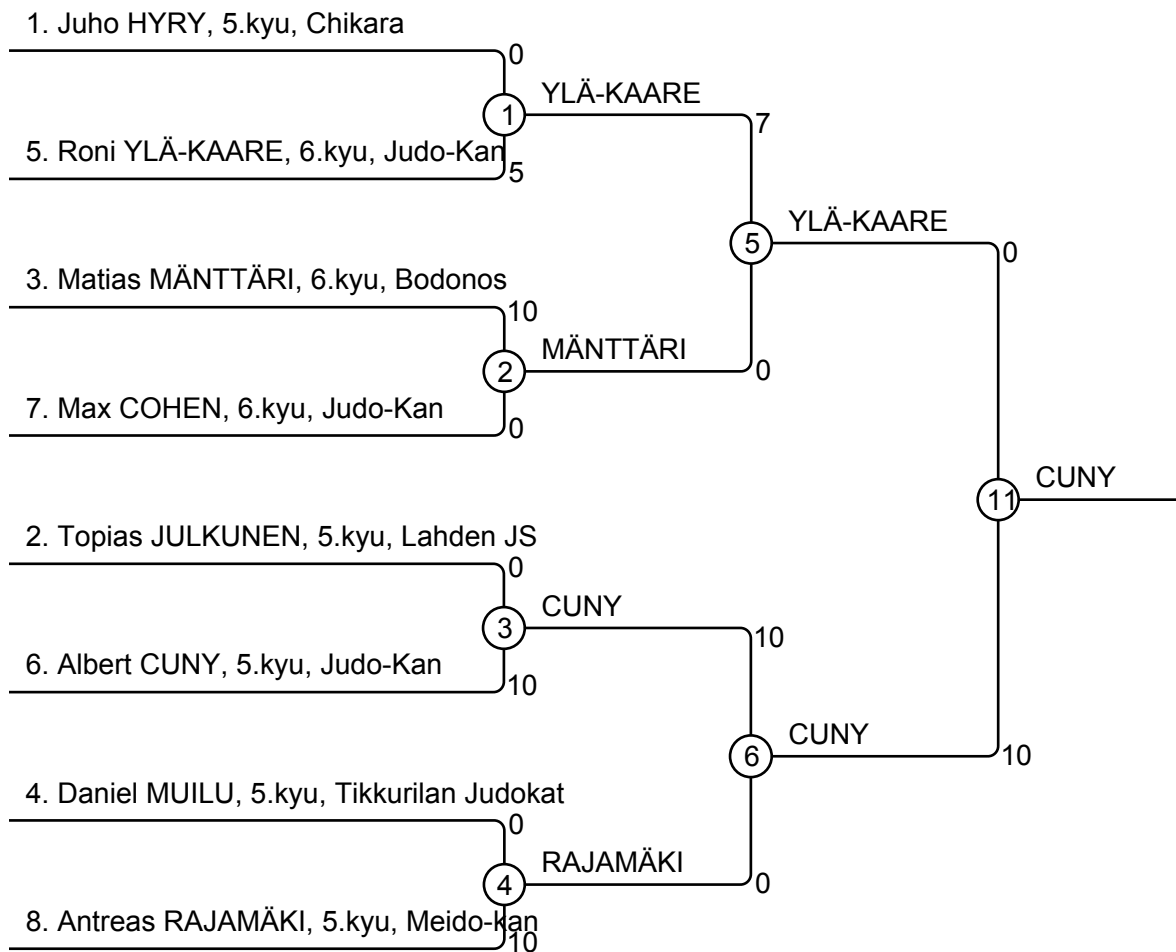 1. Juho HYRY, 5.kyu, Chikara
0
1
YLÄ-KAARE
7
5. Roni YLÄ-KAARE, 6.kyu, Judo-Kan
5
5
YLÄ-KAARE
0
3. Matias MÄNTTÄRI, 6.kyu, Bodonos
10
2
MÄNTTÄRI
0
7. Max COHEN, 6.kyu, Judo-Kan
0
11
CUNY
2. Topias JULKUNEN, 5.kyu, Lahden JS
0
3
CUNY
10
6. Albert CUNY, 5.kyu, Judo-Kan
10
6
CUNY
10
4. Daniel MUILU, 5.kyu, Tikkurilan Judokat
0
4
RAJAMÄKI
0
8. Antreas RAJAMÄKI, 5.kyu, Meido-kan
10